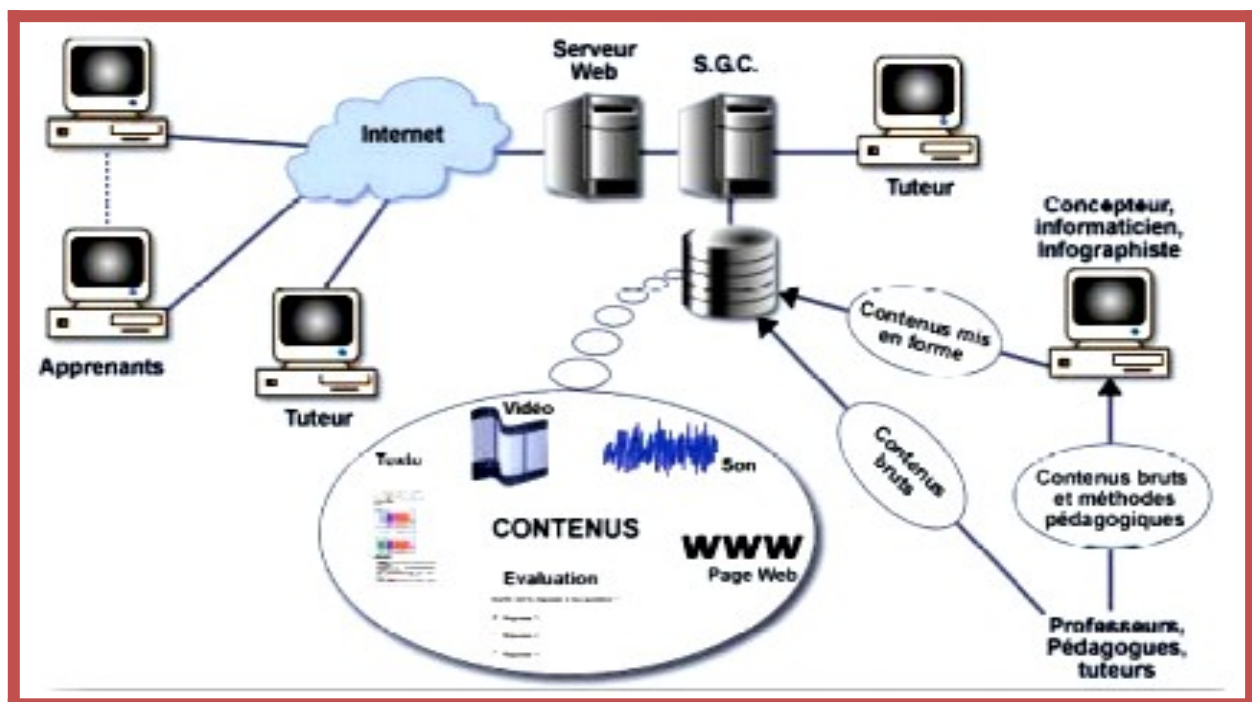 Serveur
Web
S.G.C.
Internet
Tuteur
Concepteur,
informaticien,
Infographiste
Apprenants
Tuteur
Contenus mis
en forme
Contenus
bruts
Contenus bruts
et méthodes
pédagogiques
Vidéo
Texte
Son
CONTENUS
www
Page Web
Evaluation
Professeurs,
Pédagogues,
tuteurs